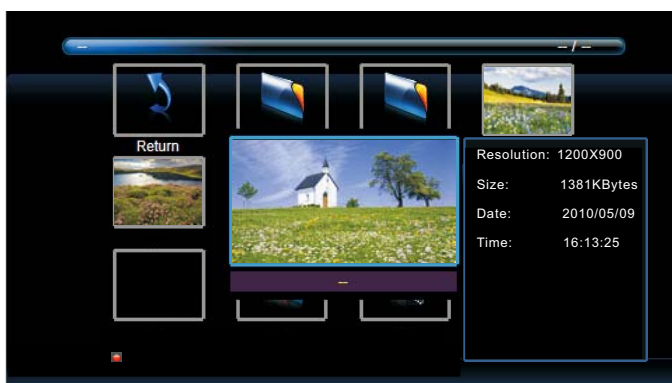 -- -- / --
Return
Resolution: 1200X900
Size: 1381KBytes
Date: 2010/05/09
Time: 16:13:25
--